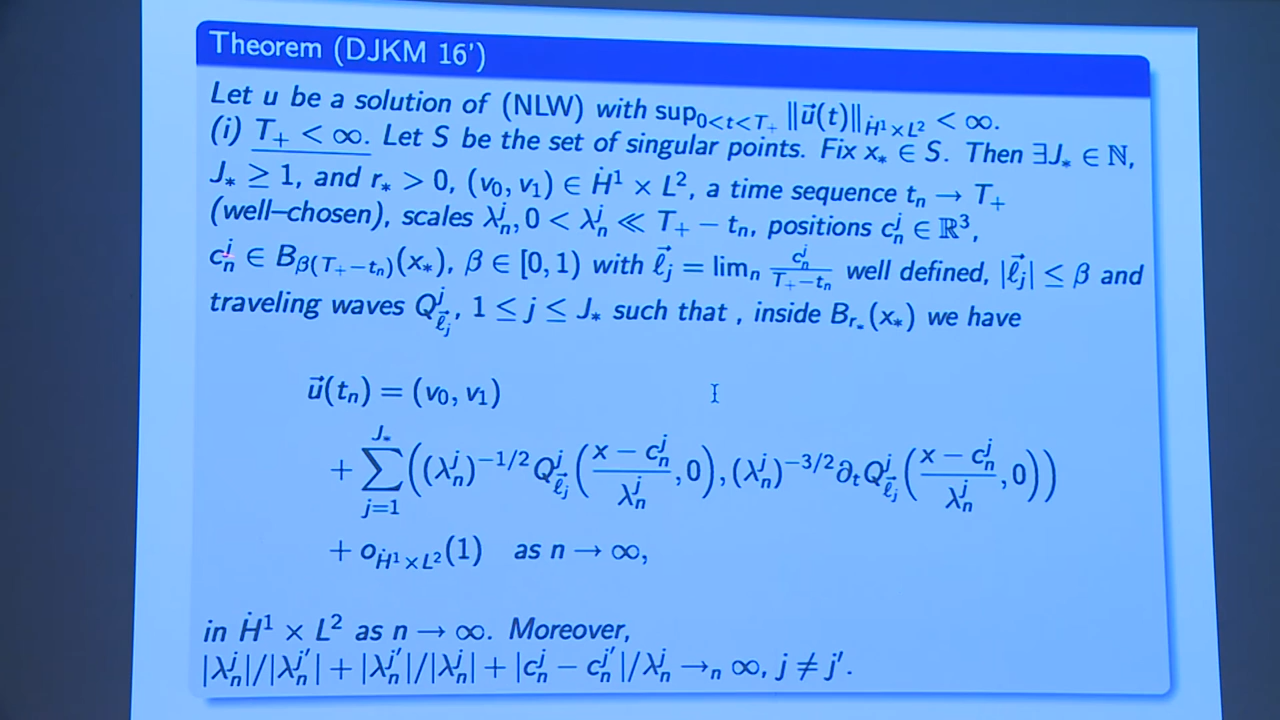 Theorem (DJKM 16')
Let u be a solution of (NLW) with sup_{0<t<T_+} ‖u⃗(t)‖_{Ḣ¹×L²} < ∞.
(i) T_+ < ∞. Let S be the set of singular points. Fix x_* ∈ S. Then ∃J_* ∈ ℕ,
J_* ≥ 1, and r_* > 0, (v_0, v_1) ∈ Ḣ¹ × L², a time sequence t_n → T_+
(well–chosen), scales λ_n^j, 0 < λ_n^j ≪ T_+ − t_n, positions c_n^j ∈ ℝ³,
c_n^j ∈ B_{β(T_+−t_n)}(x_*), β ∈ [0, 1) with ℓ⃗_j = lim_n c_n^j/(T_+−t_n) well defined, |ℓ⃗_j| ≤ β and
traveling waves Q^j_{ℓ⃗_j}, 1 ≤ j ≤ J_* such that , inside B_{r_*}(x_*) we have
u⃗(t_n) = (v_0, v_1)
+ ∑_{j=1}^{J_*} ((λ_n^j)^{−1/2} Q^j_{ℓ⃗_j}((x − c_n^j)/λ_n^j, 0), (λ_n^j)^{−3/2} ∂_t Q^j_{ℓ⃗_j}((x − c_n^j)/λ_n^j, 0))
+ o_{Ḣ¹×L²}(1) as n → ∞,
in Ḣ¹ × L² as n → ∞. Moreover,
|λ_n^j|/|λ_n^{j′}| + |λ_n^{j′}|/|λ_n^j| + |c_n^j − c_n^{j′}|/λ_n^j →_n ∞, j ≠ j′.